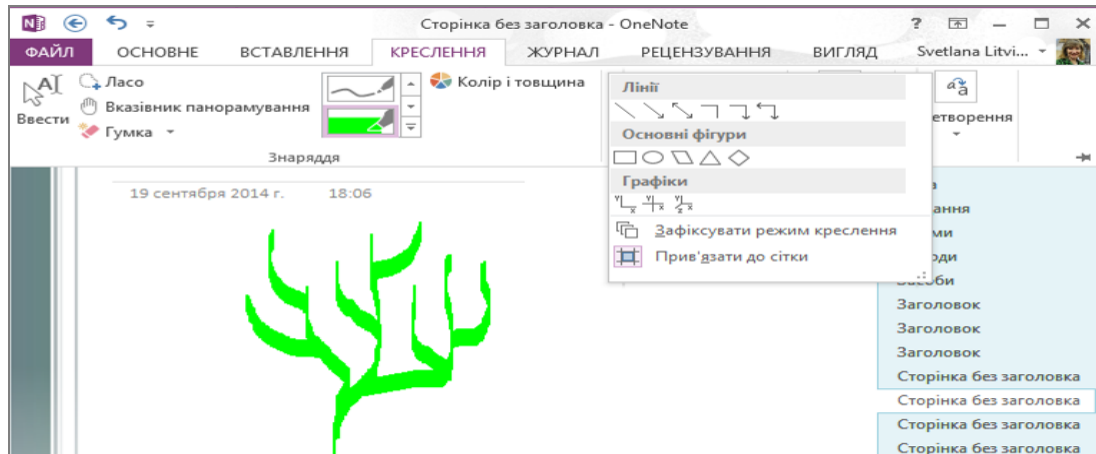 Сторінка без заголовка - OneNote
ФАЙЛ ОСНОВНЕ ВСТАВЛЕННЯ КРЕСЛЕННЯ ЖУРНАЛ РЕЦЕНЗУВАННЯ ВИГЛЯД Svetlana Litvi...
Ввести
Ласо
Вказівник панорамування
Гумка
Колір і товщина
Знаряддя
Лінії
Основні фігури
Графіки
Зафіксувати режим креслення
Прив'язати до сітки
етворення
19 сентября 2014 г. 18:06
Заголовок
Заголовок
Заголовок
Сторінка без заголовка
Сторінка без заголовка
Сторінка без заголовка
Сторінка без заголовка